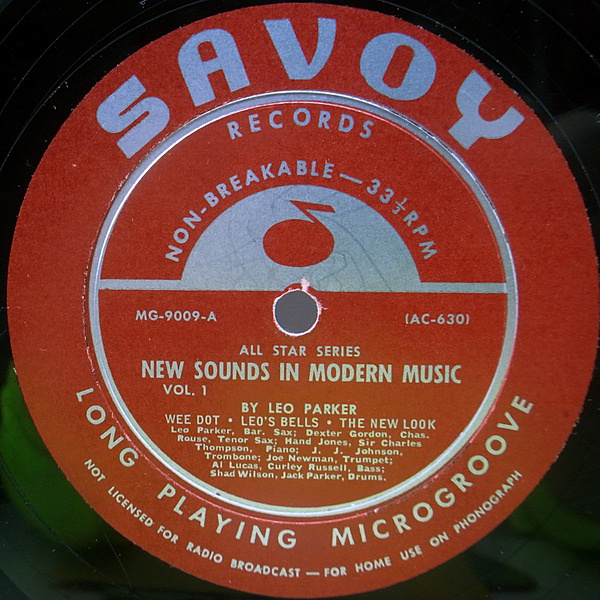 SAVOY
RECORDS
NON-BREAKABLE — 33⅓ RPM
MG-9009-A
(AC-630)
ALL STAR SERIES
NEW SOUNDS IN MODERN MUSIC
VOL. 1
BY LEO PARKER
WEE DOT • LEO'S BELLS • THE NEW LOOK
Leo Parker, Bar. Sax; Dexter Gordon, Chas.
Rouse, Tenor Sax; Hand Jones, Sir Charles
Thompson, Piano; J. J. Johnson,
Trombone; Joe Newman, Trumpet;
Al Lucas, Curley Russell, Bass;
Shad Wilson, Jack Parker, Drums.
LONG PLAYING MICROGROOVE
NOT LICENSED FOR RADIO BROADCAST — FOR HOME USE ON PHONOGRAPH